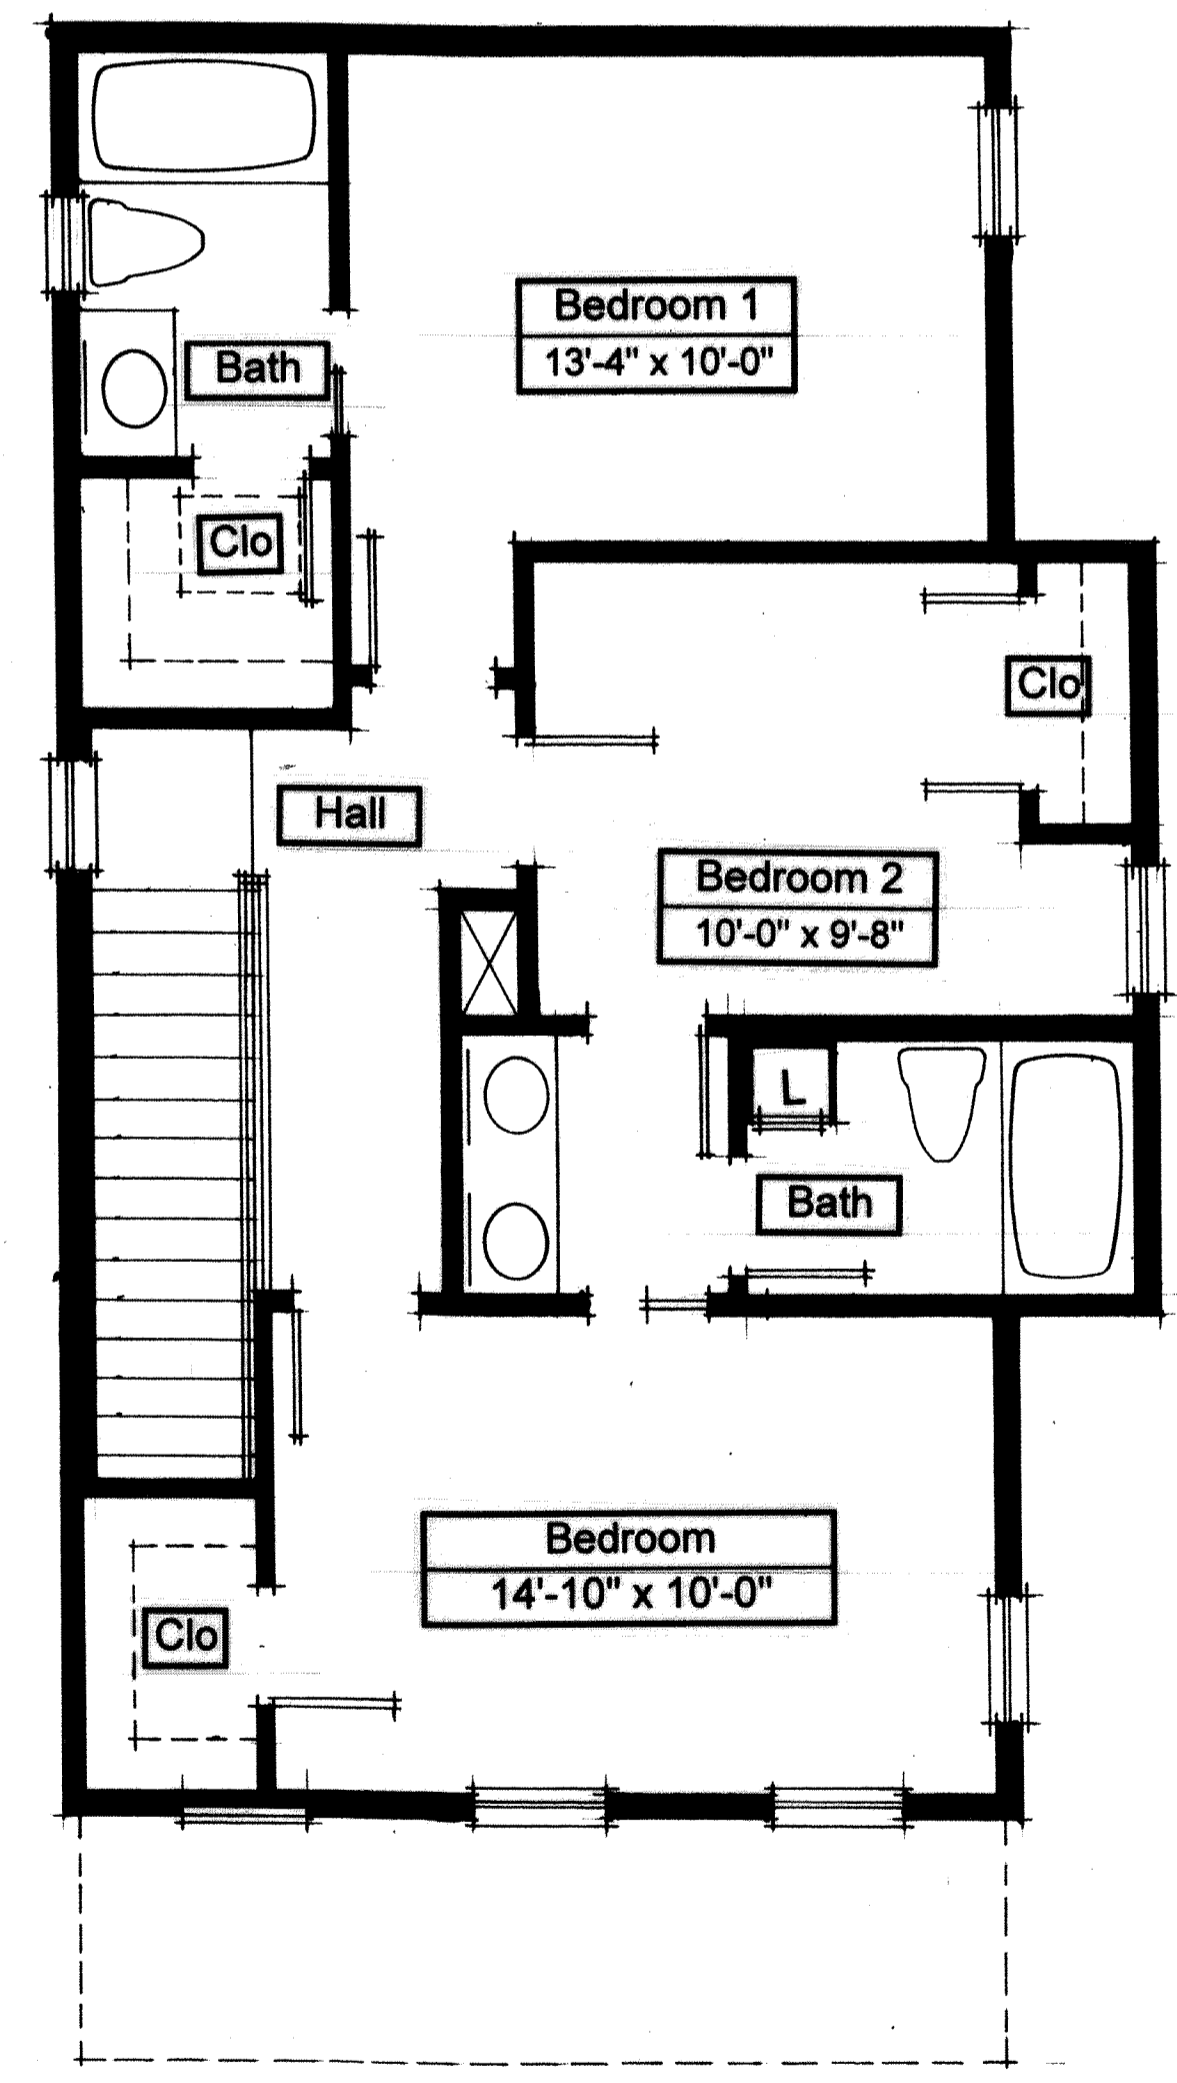 Bedroom 1
13'-4" x 10'-0"
Bath
Clo
Clo
Hall
Bedroom 2
10'-0" x 9'-8"
L
Bath
Bedroom
14'-10" x 10'-0"
Clo